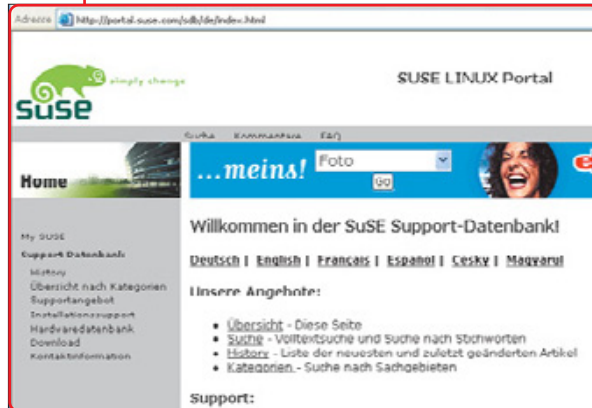 Adresse http://portal.suse.com/sdb/de/index.html
simply change
SUSE
SUSE LINUX Portal
Suche Kommentare FAQ
Home
...meins! Foto
Go
My SUSE
Support Datenbank
History
Übersicht nach Kategorien
Supportangebot
Installationssupport
Hardwaredatenbank
Download
Kontaktinformation
Willkommen in der SuSE Support-Datenbank!
Deutsch | English | Français | Español | Cesky | Magyarul
Unsere Angebote:
• Übersicht - Diese Seite
• Suche - Volltextsuche und Suche nach Stichworten
• History - Liste der neuesten und zuletzt geänderten Artikel
• Kategorien - Suche nach Sachgebieten
Support: